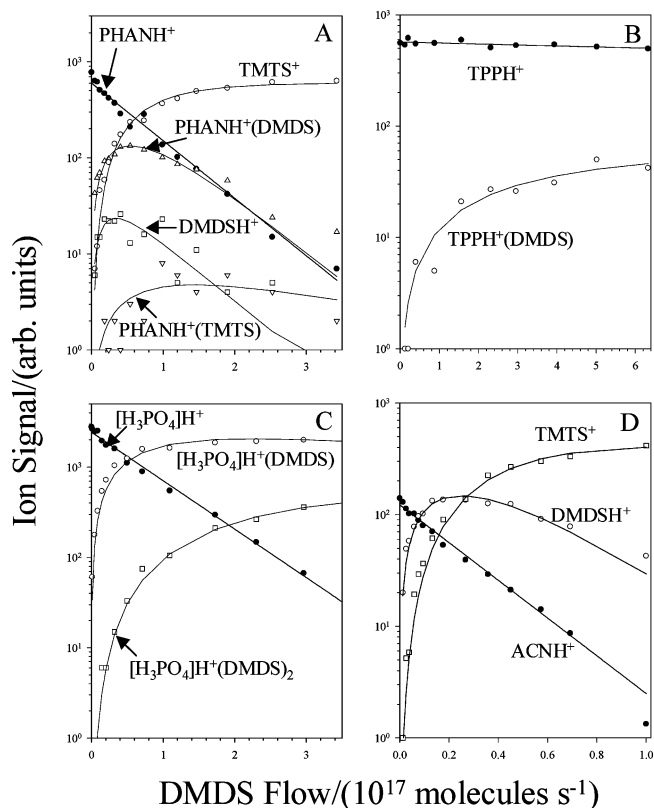 Ion Signal/(arb. units)
A
PHANH⁺
TMTS⁺
PHANH⁺(DMDS)
DMDSH⁺
PHANH⁺(TMTS)
10³
10²
10¹
10⁰
0 1 2 3
B
TPPH⁺
TPPH⁺(DMDS)
10³
10²
10¹
10⁰
0 1 2 3 4 5 6
C
[H₃PO₄]H⁺
[H₃PO₄]H⁺(DMDS)
[H₃PO₄]H⁺(DMDS)₂
10³
10²
10¹
10⁰
0 1 2 3
D
TMTS⁺
DMDSH⁺
ACNH⁺
10³
10²
10¹
10⁰
0.0 0.2 0.4 0.6 0.8 1.0
DMDS Flow/(10¹⁷ molecules s⁻¹)